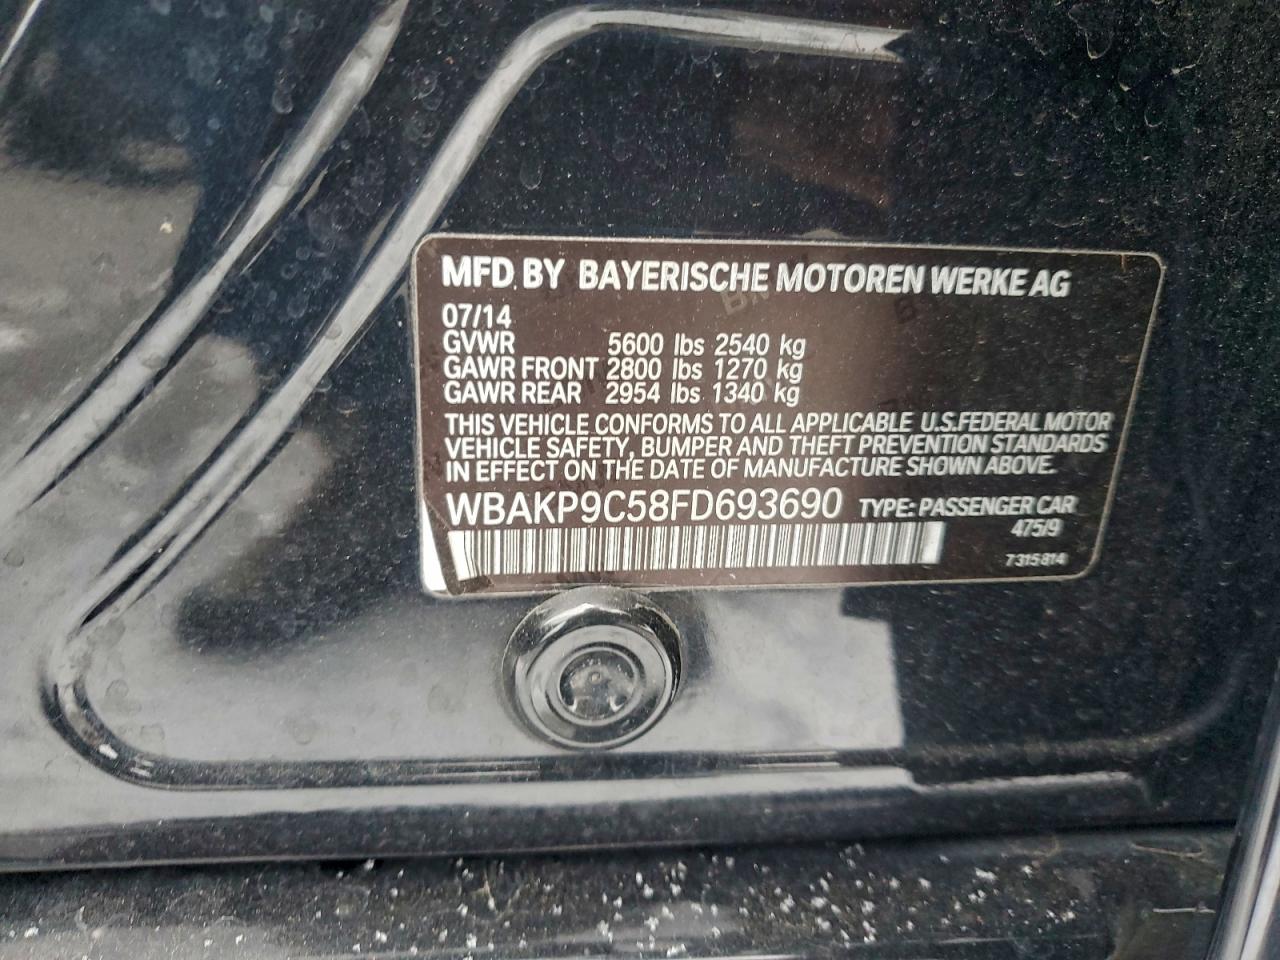 MFD. BY BAYERISCHE MOTOREN WERKE AG
07/14
GVWR 5600 lbs 2540 kg
GAWR FRONT 2800 lbs 1270 kg
GAWR REAR 2954 lbs 1340 kg
THIS VEHICLE CONFORMS TO ALL APPLICABLE U.S.FEDERAL MOTOR
VEHICLE SAFETY, BUMPER AND THEFT PREVENTION STANDARDS
IN EFFECT ON THE DATE OF MANUFACTURE SHOWN ABOVE.
WBAKP9C58FD693690 TYPE: PASSENGER CAR
475/9
7315814